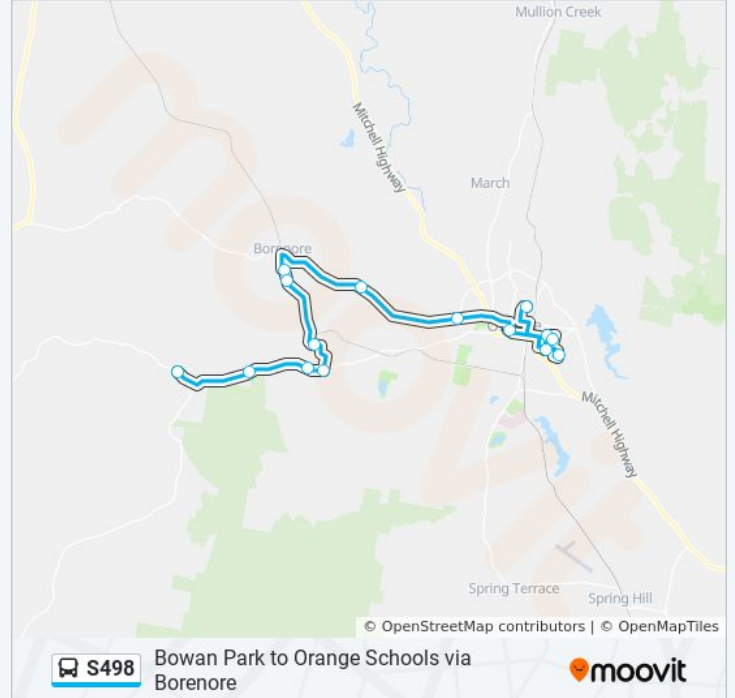 Mullion Creek
Mitchell Highway
March
Borenore
Mitchell Highway
Spring Terrace
Spring Hill
© OpenStreetMap contributors | © OpenMapTiles
S498
Bowan Park to Orange Schools via
Borenore
moovit
moovit